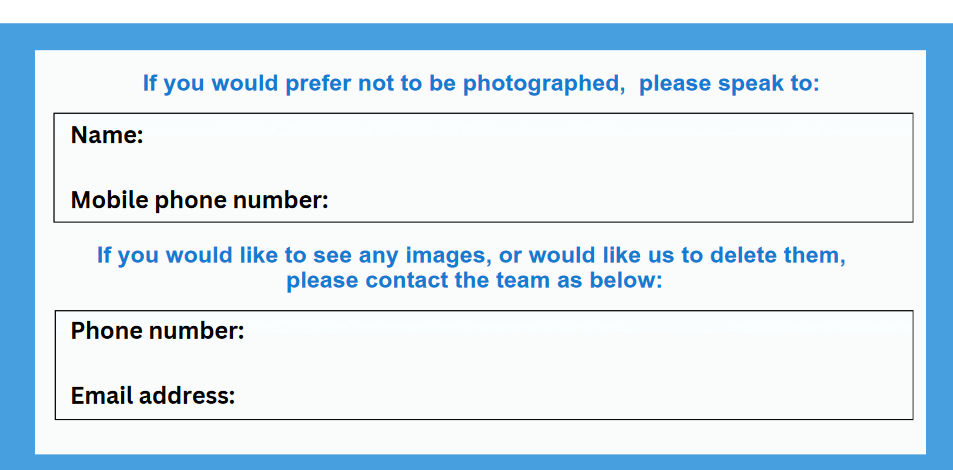 If you would prefer not to be photographed,  please speak to:
Name:
Mobile phone number:
If you would like to see any images, or would like us to delete them,
please contact the team as below:
Phone number:
Email address: